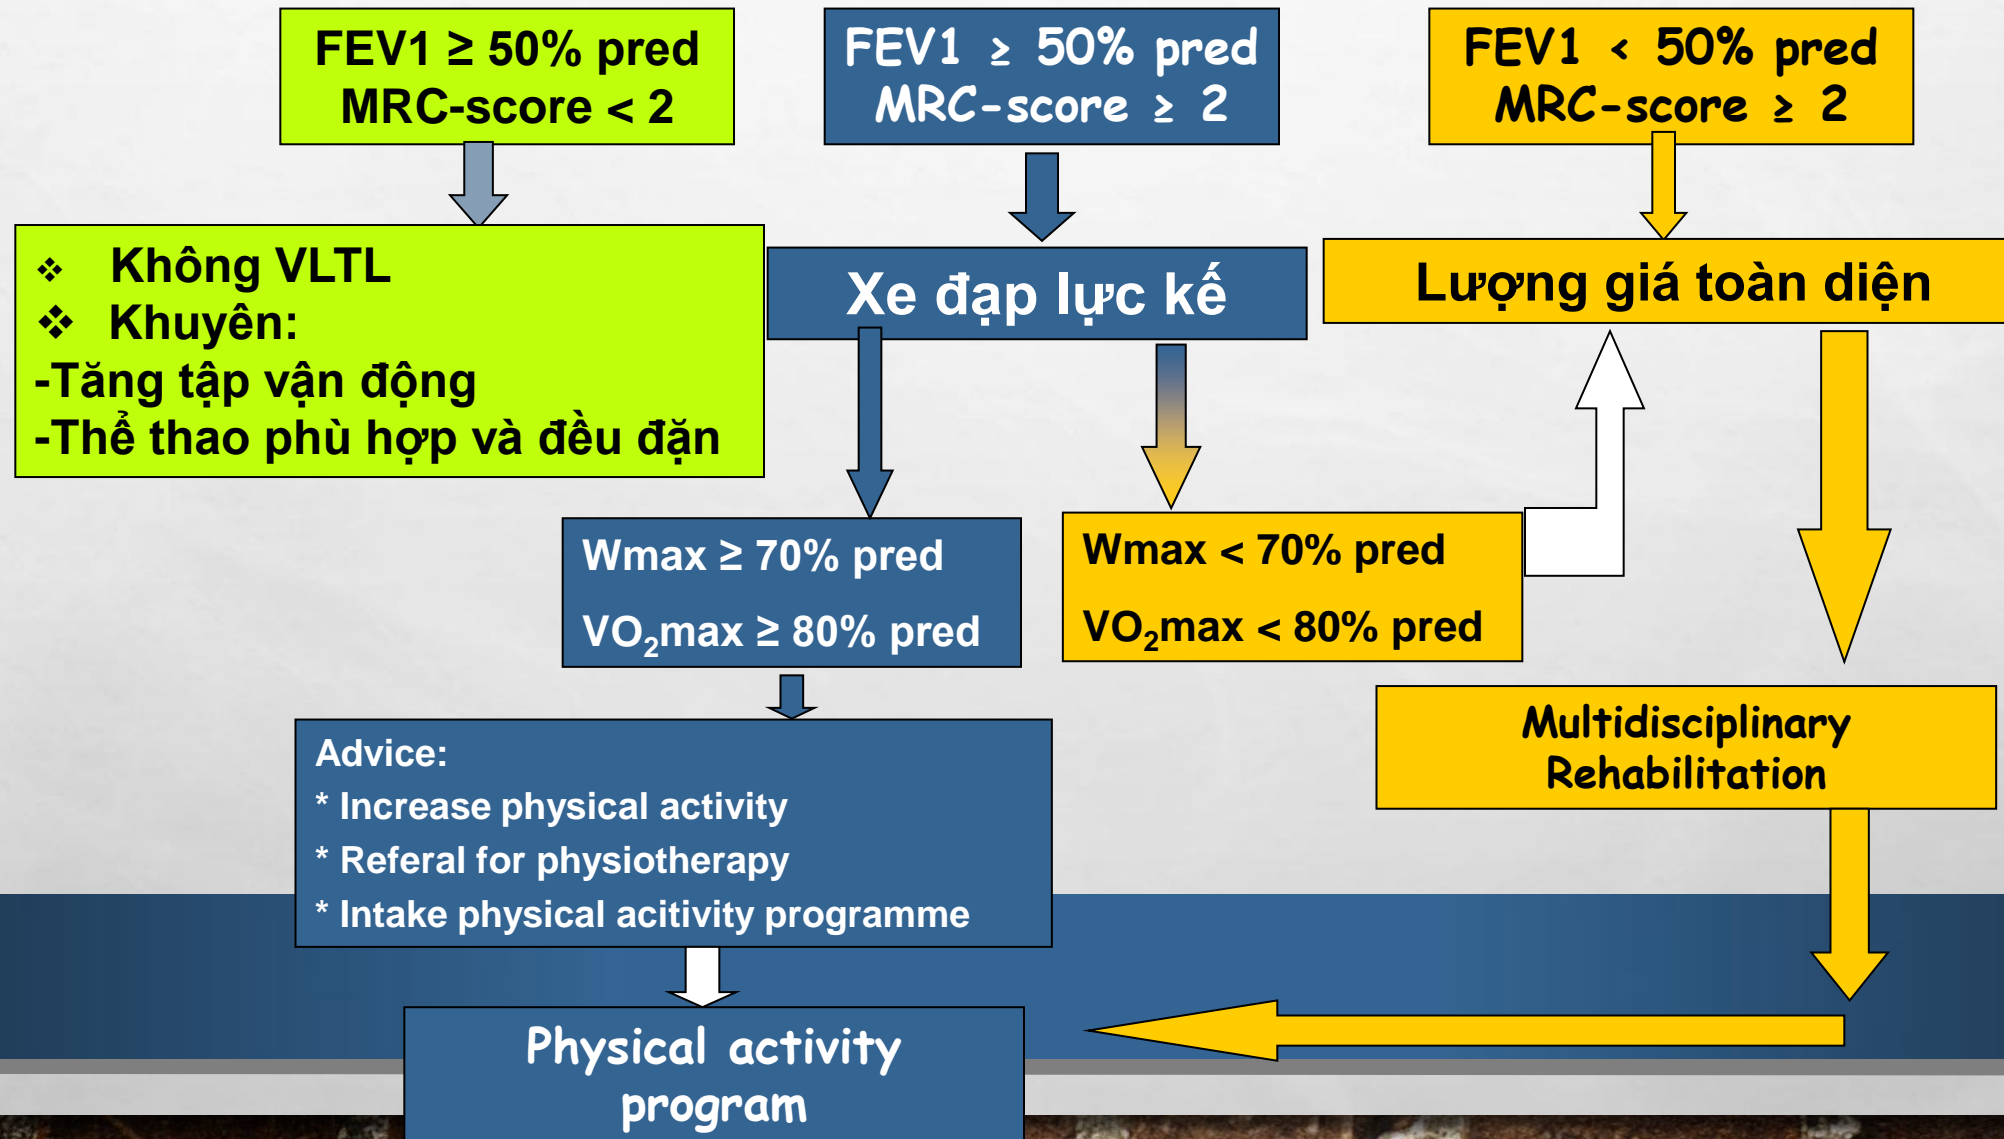 FEV1 ≥ 50% pred
MRC-score < 2
FEV1 ≥ 50% pred
MRC-score ≥ 2
FEV1 < 50% pred
MRC-score ≥ 2
❖ Không VLTL
❖ Khuyên:
-Tăng tập vận động
-Thể thao phù hợp và đều đặn
Xe đạp lực kế
Lượng giá toàn diện
Wmax ≥ 70% pred
VO₂max ≥ 80% pred
Wmax < 70% pred
VO₂max < 80% pred
Advice:
* Increase physical activity
* Referal for physiotherapy
* Intake physical acitivity programme
Multidisciplinary
Rehabilitation
Physical activity
program